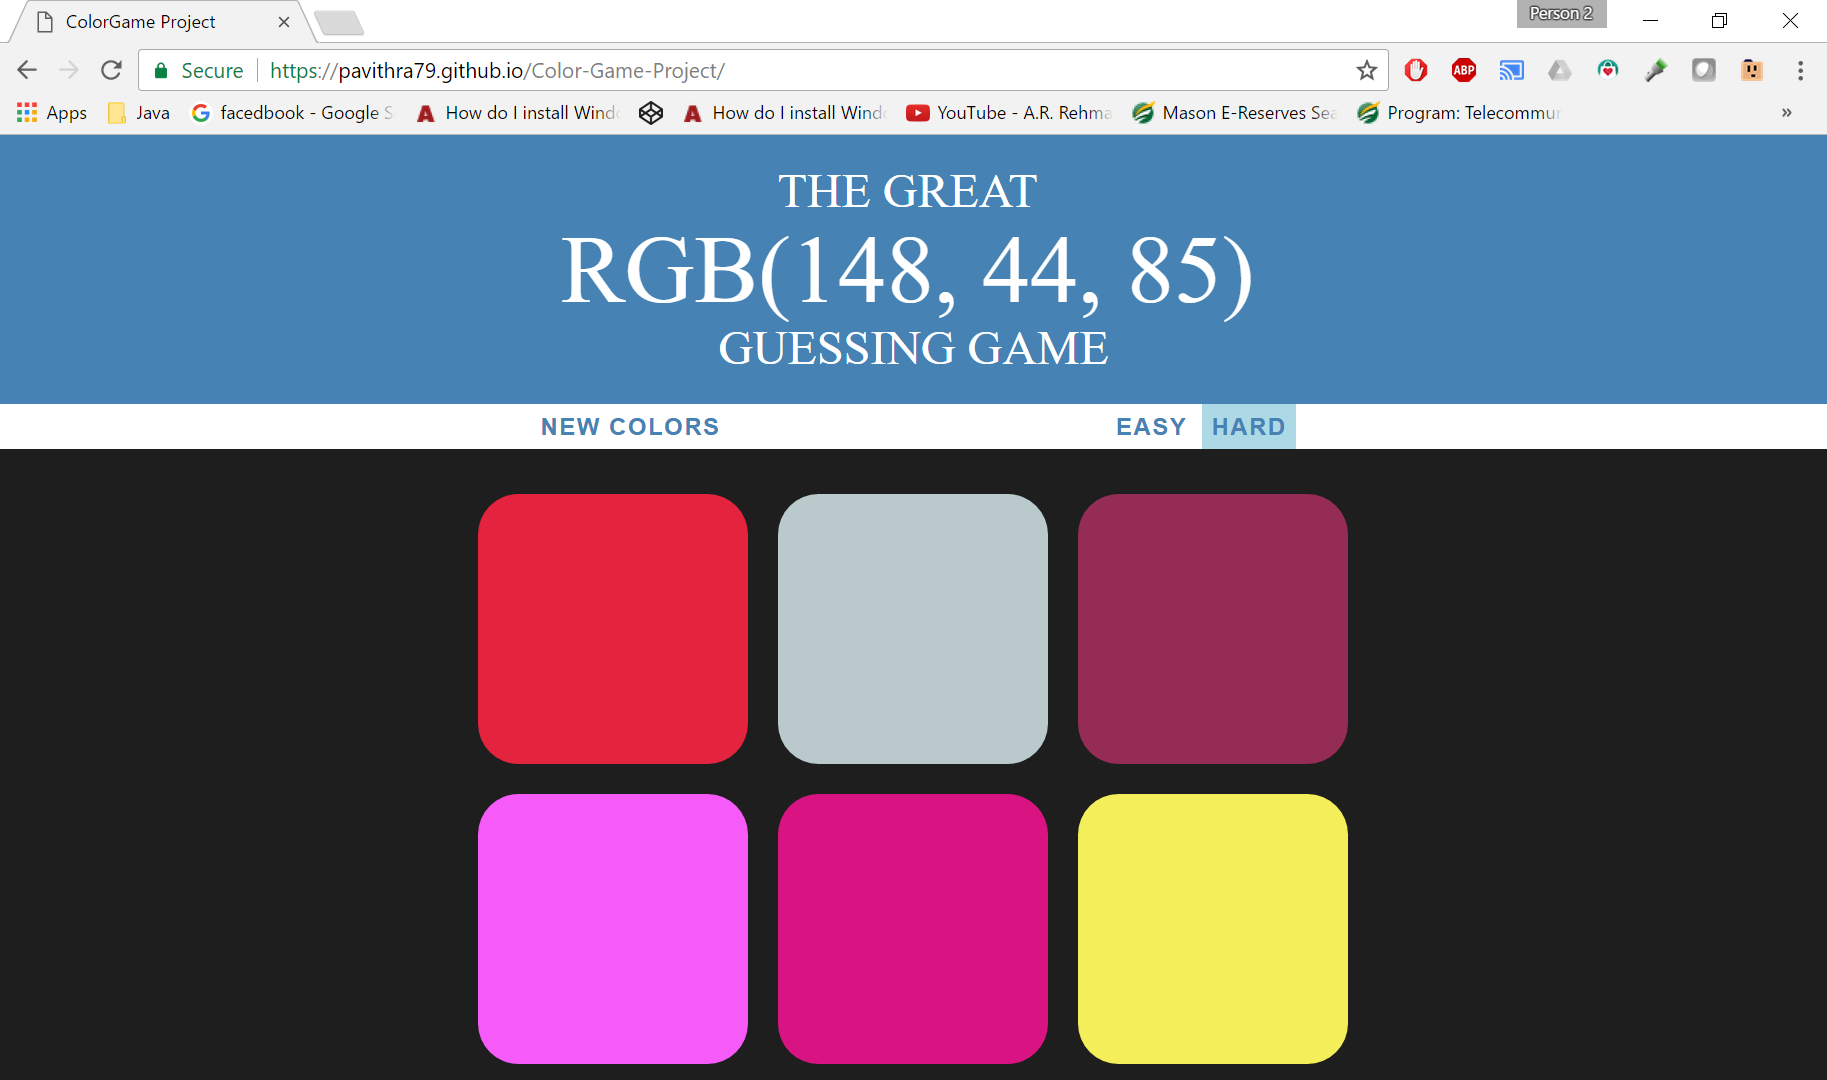 ColorGame Project
Person 2
Secure
https://pavithra79.github.io/Color-Game-Project/
ABP
Apps
Java
facedbook - Google S
How do I install Wind
How do I install Wind
YouTube - A.R. Rehma
Mason E-Reserves Sea
Program: Telecommun
»
THE GREAT
RGB(148, 44, 85)
GUESSING GAME
NEW COLORS
EASY
HARD